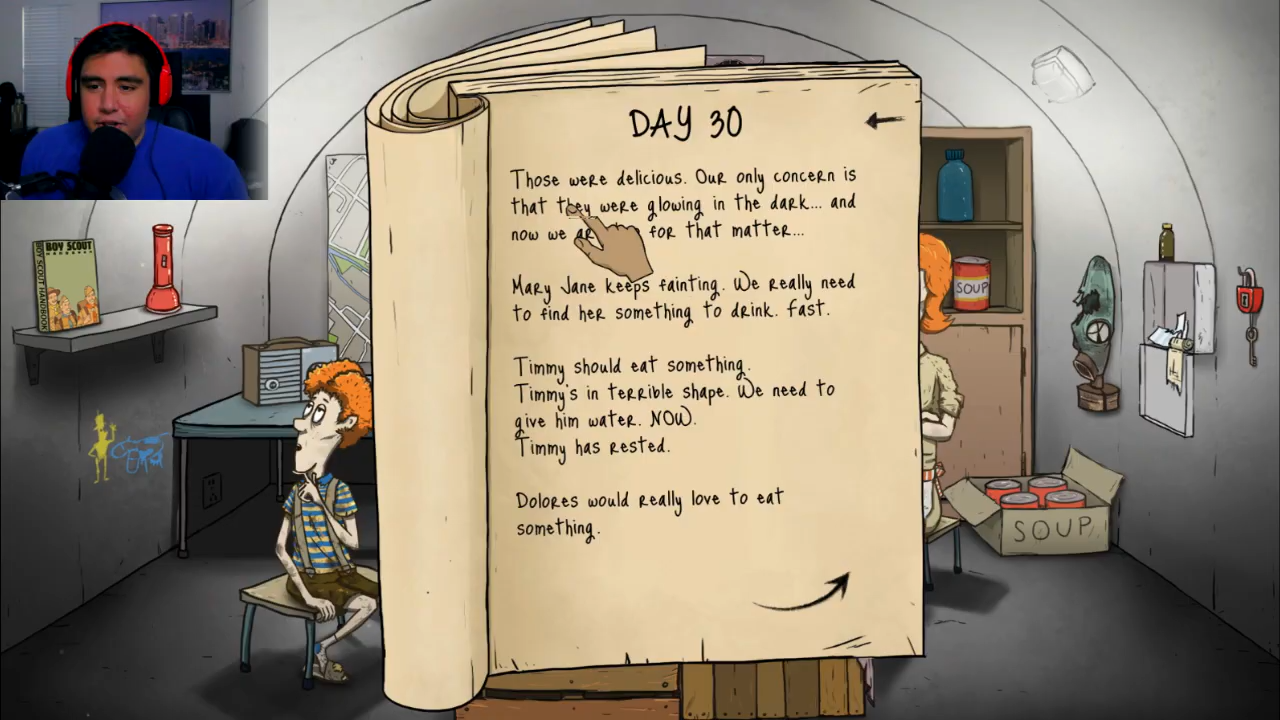 DAY 30
Those were delicious. Our only concern is
that they were glowing in the dark... and
now we for that matter...
Mary Jane keeps fainting. We really need
to find her something to drink. Fast.
Timmy should eat something.
Timmy's in terrible shape. We need to
give him water. NOW.
Timmy has rested.
Dolores would really love to eat
something.
BOY SCOUT
BOY SCOUT HANDBOOK
SOUP
SOUP